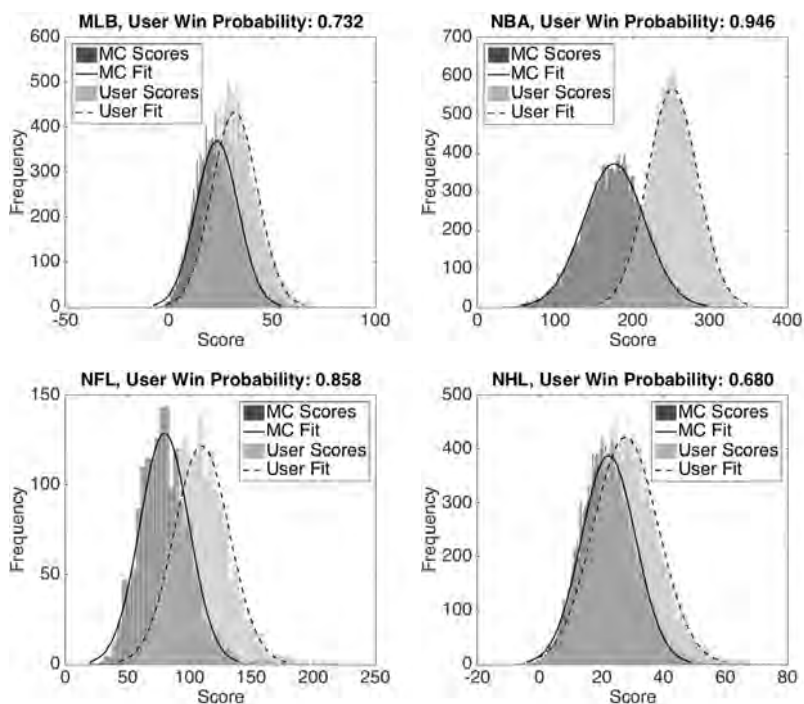 MLB, User Win Probability: 0.732
600
500
400
300
200
100
0
Frequency
MC Scores
MC Fit
User Scores
User Fit
-50
0
50
100
Score
NBA, User Win Probability: 0.946
700
600
500
400
300
200
100
0
Frequency
MC Scores
MC Fit
User Scores
User Fit
0
100
200
300
400
Score
NFL, User Win Probability: 0.858
150
100
50
0
Frequency
MC Scores
MC Fit
User Scores
User Fit
0
50
100
150
200
250
Score
NHL, User Win Probability: 0.680
500
400
300
200
100
0
Frequency
MC Scores
MC Fit
User Scores
User Fit
-20
0
20
40
60
80
Score